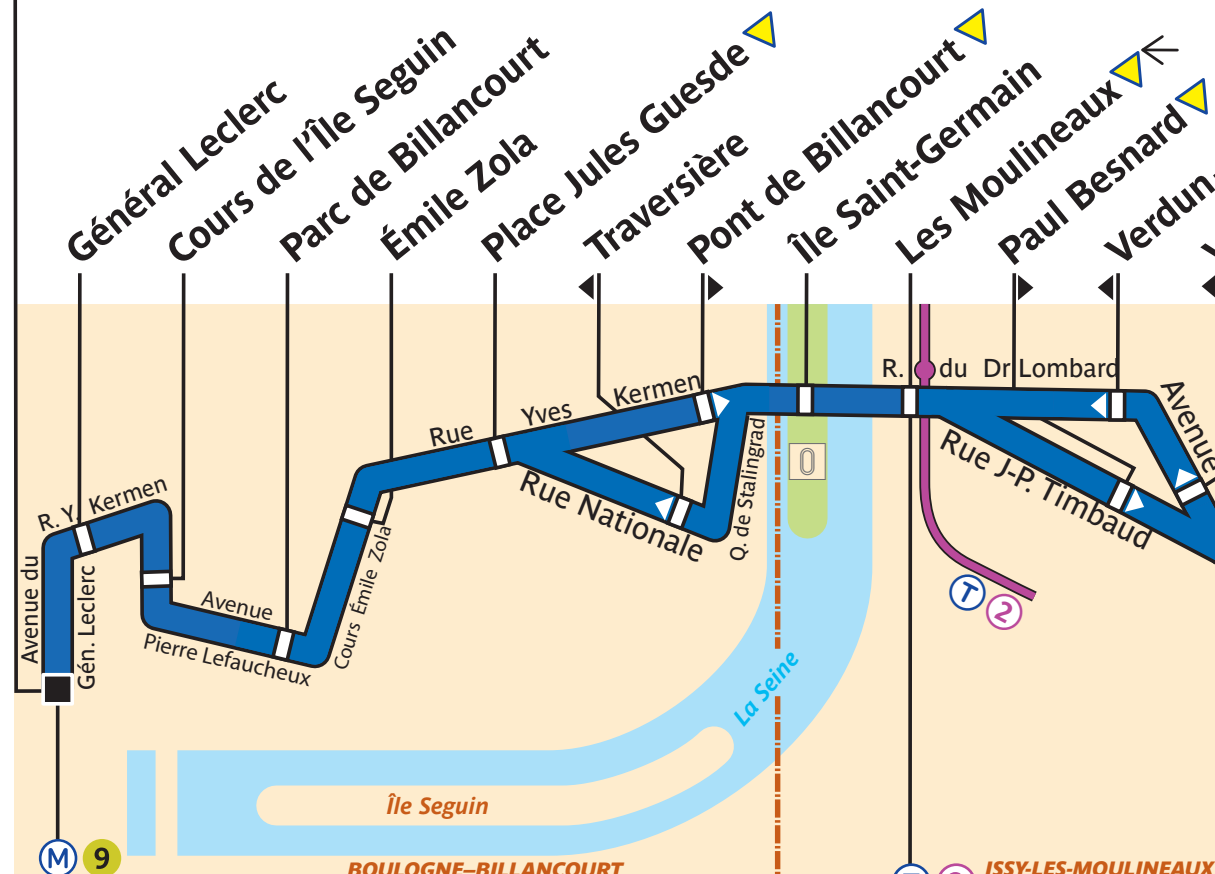 Général Leclerc
Cours de l'Île Seguin
Parc de Billancourt
Émile Zola
Place Jules Guesde
Traversière
Pont de Billancourt
Île Saint-Germain
Les Moulineaux
Paul Besnard
Verdun
R. du Dr Lombard
Avenue
Rue Yves Kermen
Rue J-P. Timbaud
Rue Nationale
Q. de Stalingrad
0
R. Y. Kermen
Avenue du
Gén. Leclerc
Avenue
Pierre Lefaucheux
Cours Émile Zola
T 2
La Seine
Île Seguin
M 9
BOULOGNE–BILLANCOURT
ISSY-LES-MOULINEAUX